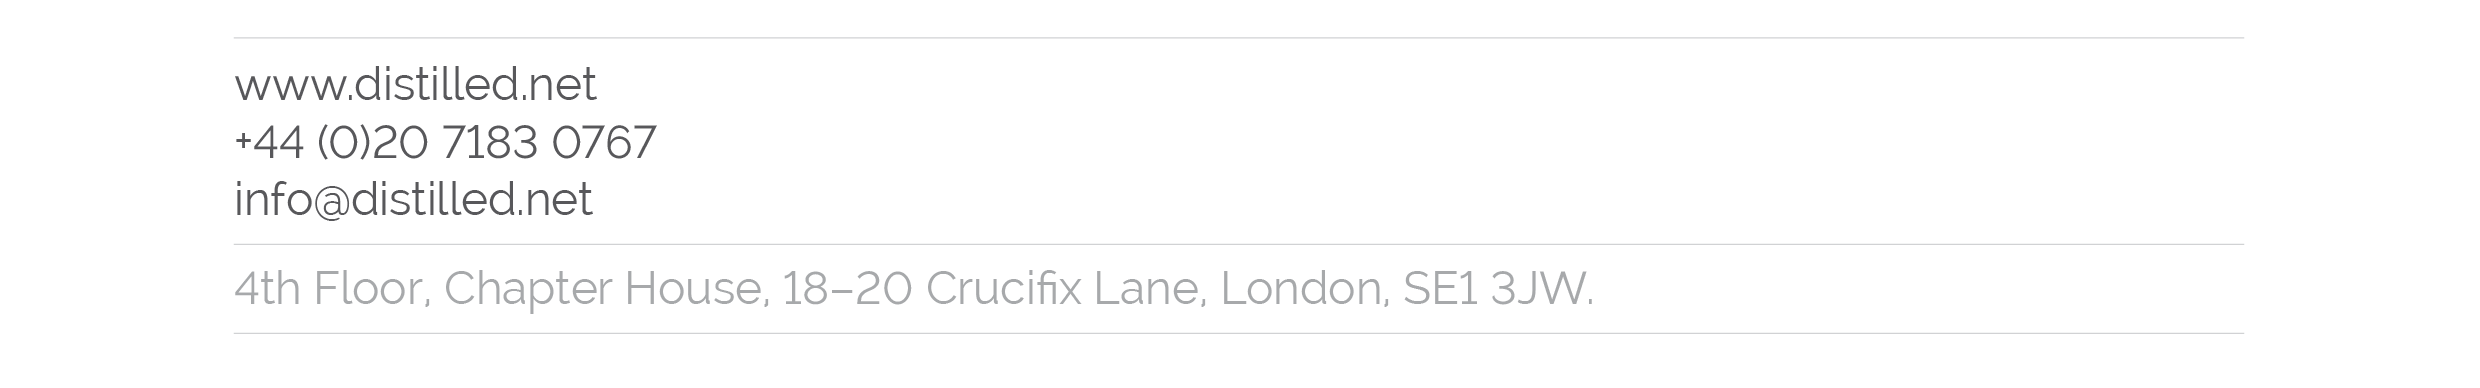 www.distilled.net
+44 (0)20 7183 0767
info@distilled.net
4th Floor, Chapter House, 18–20 Crucifix Lane, London, SE1 3JW.